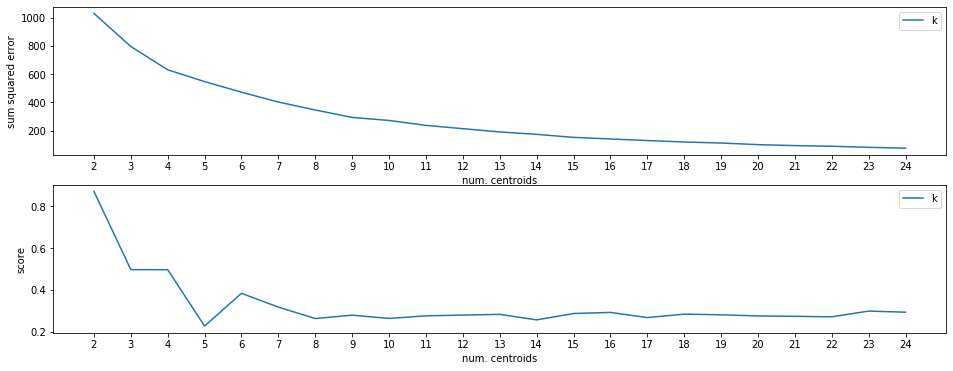 1000
800
600
400
200
sum squared error
k
2 3 4 5 6 7 8 9 10 11 12 13 14 15 16 17 18 19 20 21 22 23 24
num. centroids
0.8
0.6
0.4
0.2
score
k
2 3 4 5 6 7 8 9 10 11 12 13 14 15 16 17 18 19 20 21 22 23 24
num. centroids